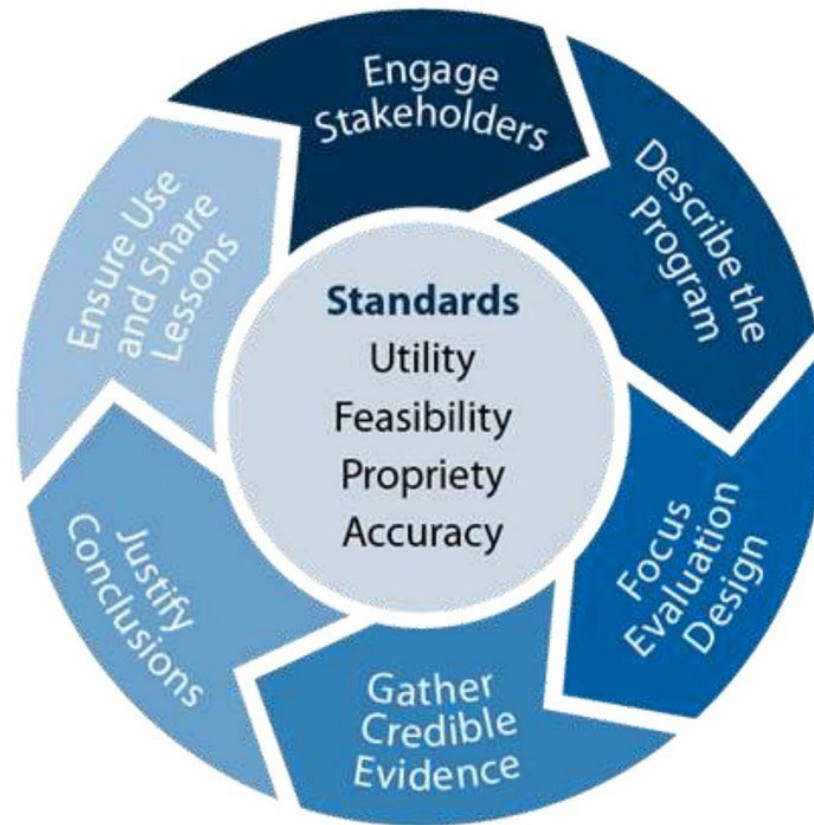 Engage
Stakeholders
Describe the
Program
Focus
Evaluation
Design
Gather
Credible
Evidence
Justify
Conclusions
Ensure Use
and Share
Lessons
Standards
Utility
Feasibility
Propriety
Accuracy